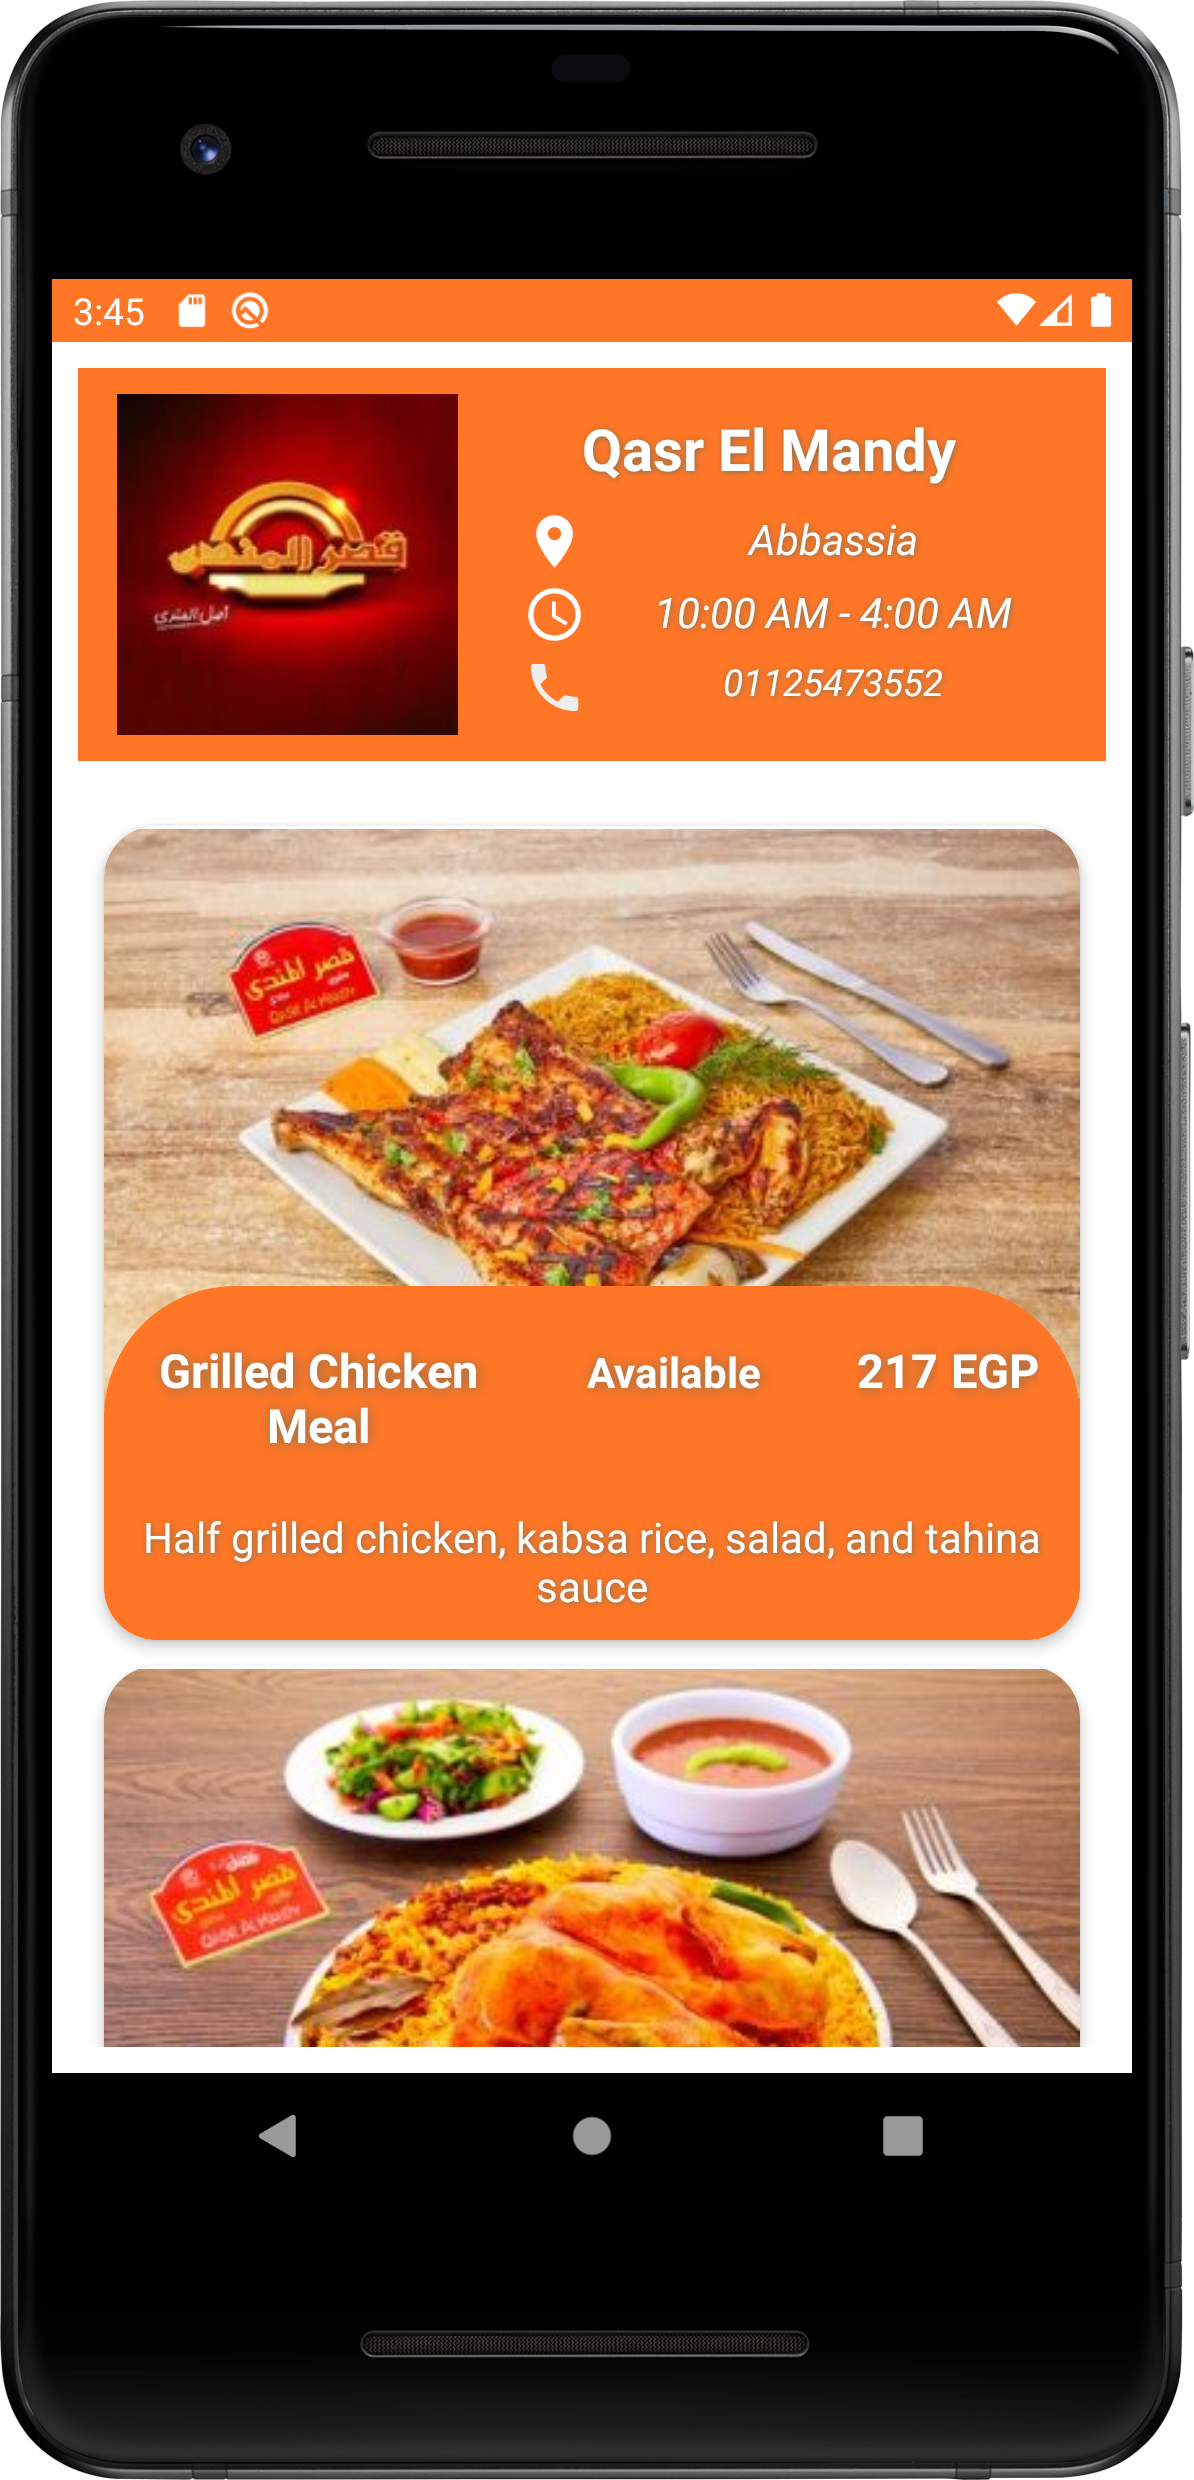 3:45
قصر المندى
أصل المندى
Qasr El Mandy
Abbassia
10:00 AM - 4:00 AM
01125473552
قصر المندي
QASR AL MANDY
Grilled Chicken
Meal
Available
217 EGP
Half grilled chicken, kabsa rice, salad, and tahina
sauce
قصر المندي
QASR AL MANDY